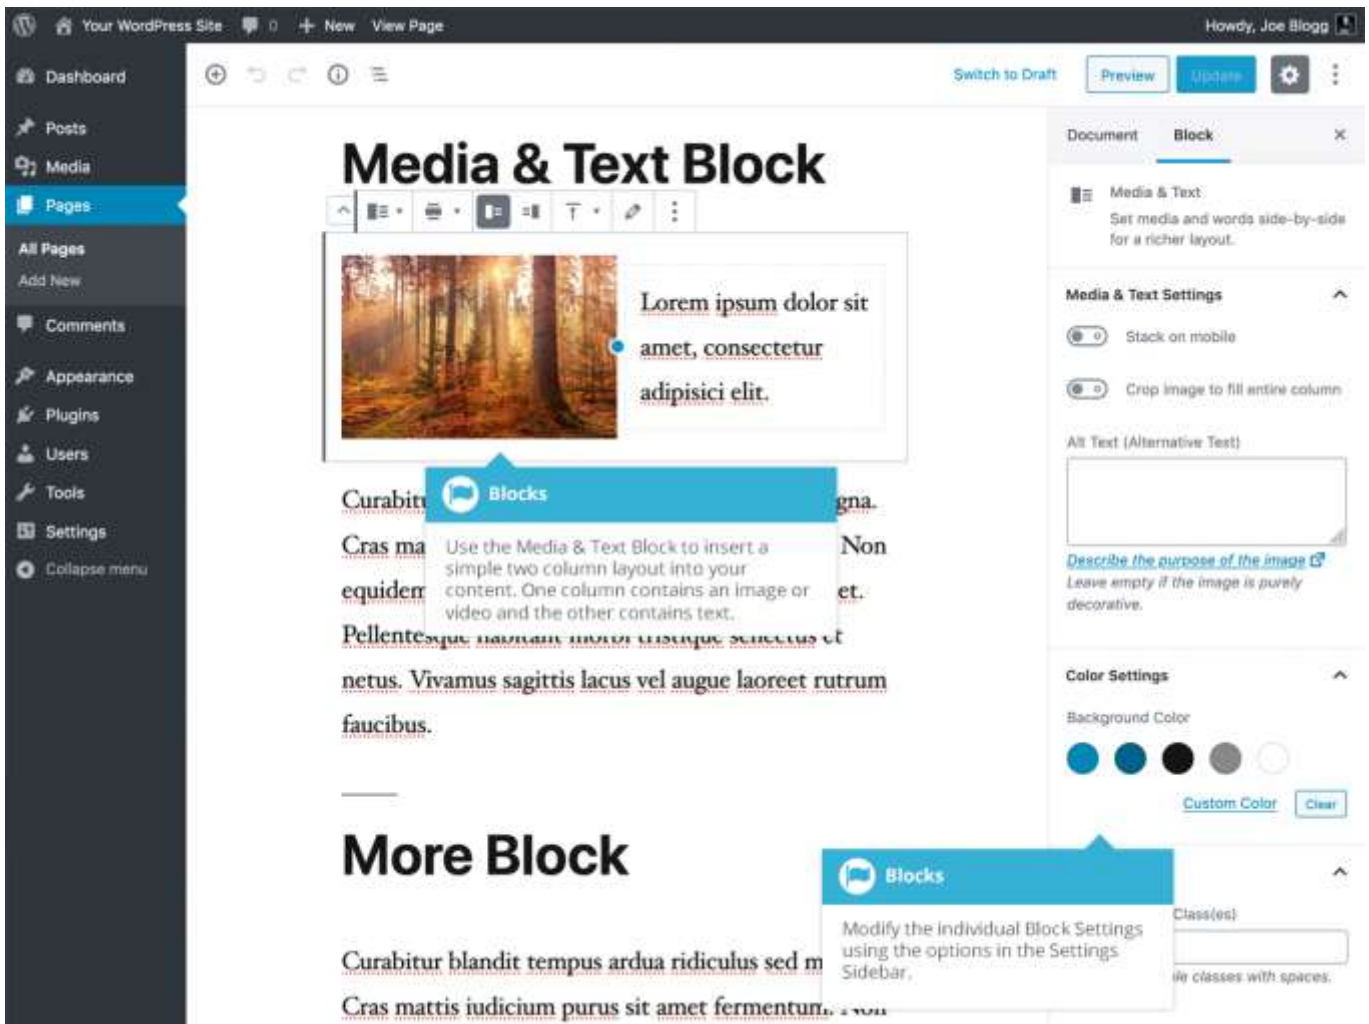 Your WordPress Site 0 + New View Page Howdy, Joe Blogg
Dashboard
Posts
Media
Pages
All Pages
Add New
Comments
Appearance
Plugins
Users
Tools
Settings
Collapse menu
Switch to Draft Preview Update
Media & Text Block
Lorem ipsum dolor sit
amet, consectetur
adipisici elit.
Curabitu gna.
Cras ma Non
equidem et.
Pellentesque habitant morbi tristique senectus et
netus. Vivamus sagittis lacus vel augue laoreet rutrum
faucibus.
Blocks
Use the Media & Text Block to insert a
simple two column layout into your
content. One column contains an image or
video and the other contains text.
More Block
Curabitur blandit tempus ardua ridiculus sed m
Cras mattis iudicium purus sit amet fermentum. Non
Document Block
Media & Text
Set media and words side-by-side
for a richer layout.
Media & Text Settings
Stack on mobile
Crop image to fill entire column
Alt Text (Alternative Text)
Describe the purpose of the image
Leave empty if the image is purely
decorative.
Color Settings
Background Color
Custom Color Clear
Blocks
Modify the individual Block Settings
using the options in the Settings
Sidebar.
Class(es)
le classes with spaces.